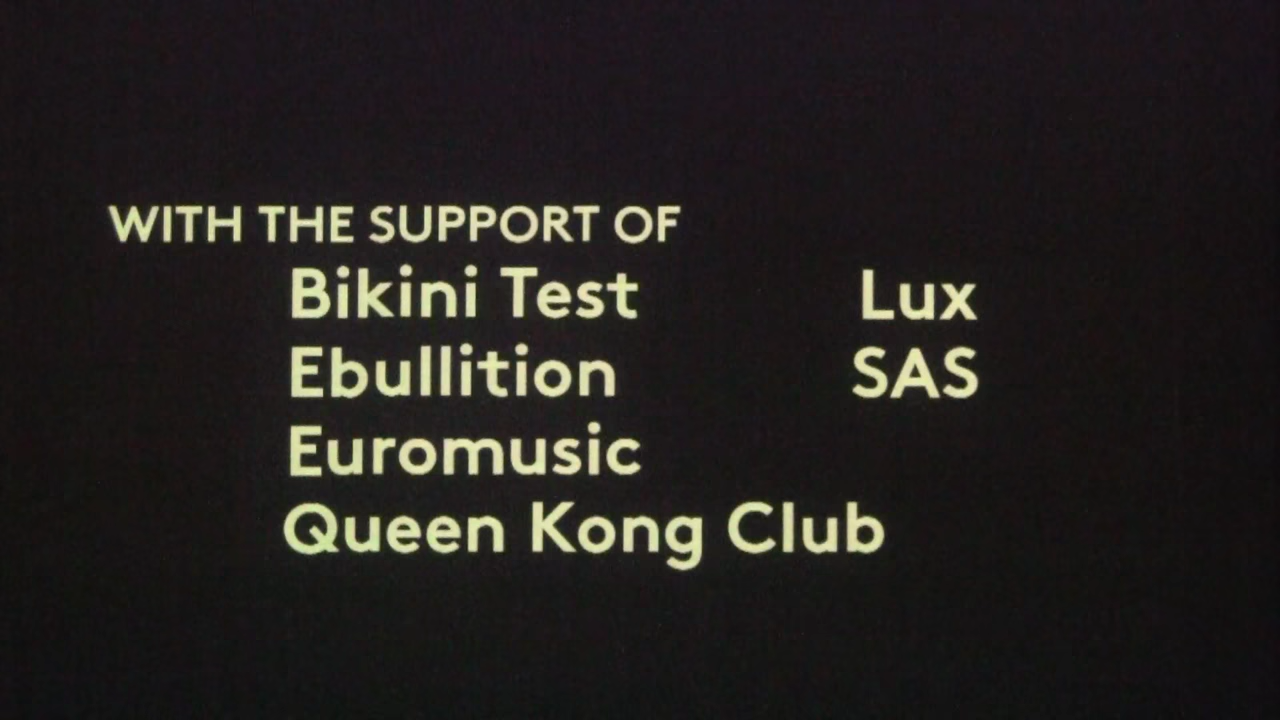 WITH THE SUPPORT OF
Bikini Test
Ebullition
Euromusic
Queen Kong Club
Lux
SAS